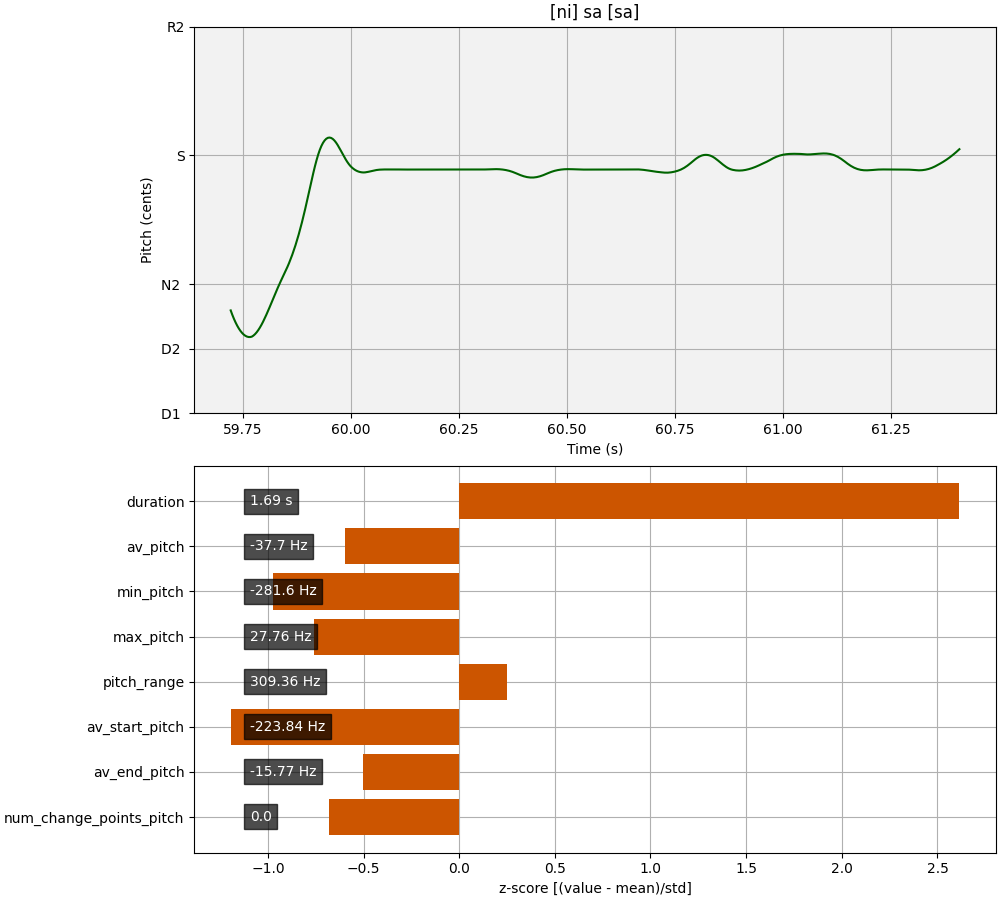 [ni] sa [sa]
R2
S
N2
D2
D1
Pitch (cents)
59.75 60.00 60.25 60.50 60.75 61.00 61.25
Time (s)
duration 1.69 s
av_pitch -37.7 Hz
min_pitch -281.6 Hz
max_pitch 27.76 Hz
pitch_range 309.36 Hz
av_start_pitch -223.84 Hz
av_end_pitch -15.77 Hz
num_change_points_pitch 0.0
−1.0 −0.5 0.0 0.5 1.0 1.5 2.0 2.5
z-score [(value - mean)/std]